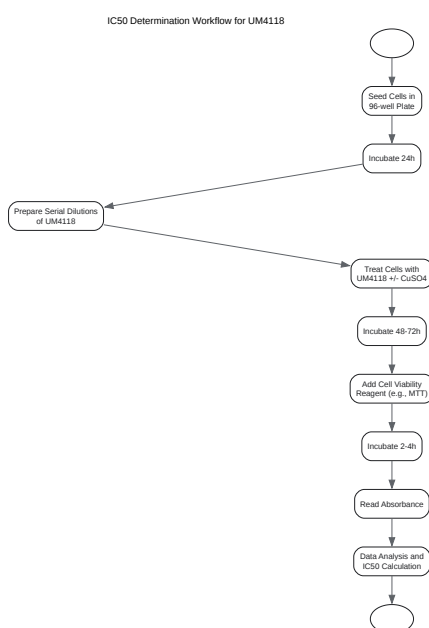 IC50 Determination Workflow for UM4118
Seed Cells in
96-well Plate
Incubate 24h
Prepare Serial Dilutions
of UM4118
Treat Cells with
UM4118 +/- CuSO4
Incubate 48-72h
Add Cell Viability
Reagent (e.g., MTT)
Incubate 2-4h
Read Absorbance
Data Analysis and
IC50 Calculation